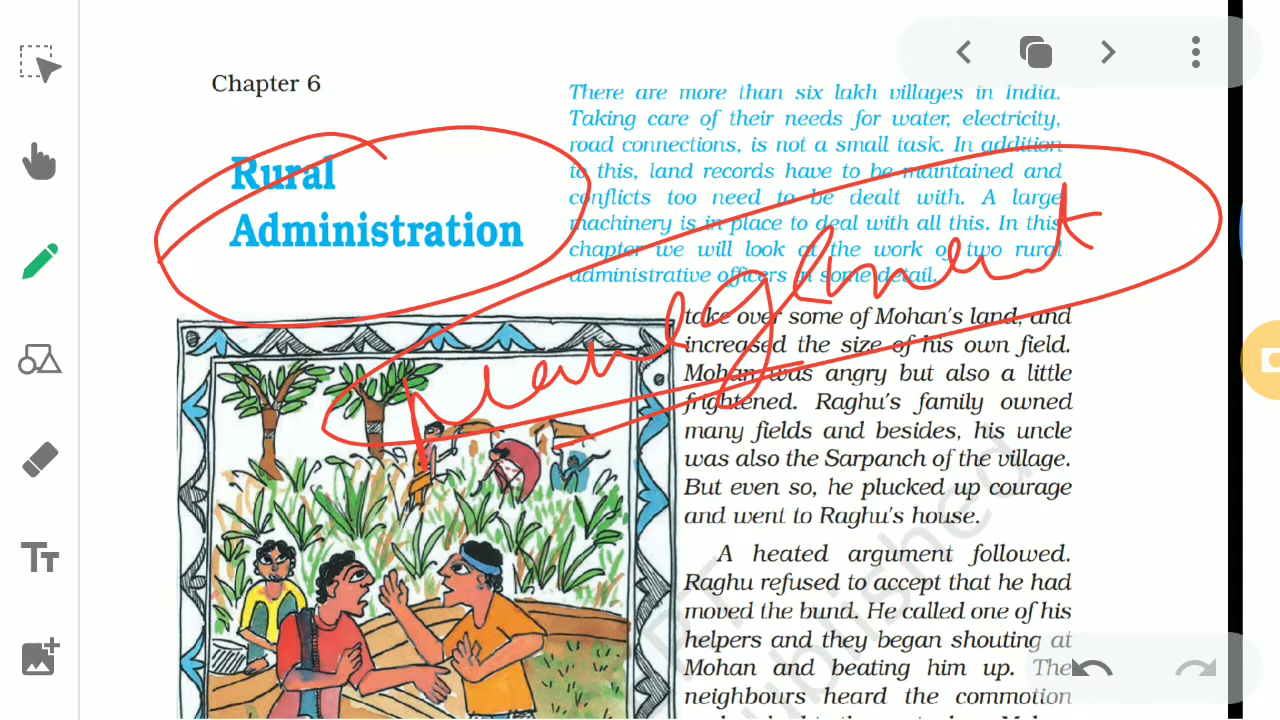 Chapter 6
Rural
Administration
There are more than six lakh villages in India.
Taking care of their needs for water, electricity,
road connections, is not a small task. In addition
to this, land records have to be maintained and
conflicts too need to be dealt with. A large
machinery is in place to deal with all this. In this
chapter we will look at the work of two rural
administrative officers in some detail.
take over some of Mohan's land, and
increased the size of his own field.
Mohan was angry but also a little
frightened. Raghu's family owned
many fields and besides, his uncle
was also the Sarpanch of the village.
But even so, he plucked up courage
and went to Raghu's house.
A heated argument followed.
Raghu refused to accept that he had
moved the bund. He called one of his
helpers and they began shouting at
Mohan and beating him up. The
neighbours heard the commotion
Tт